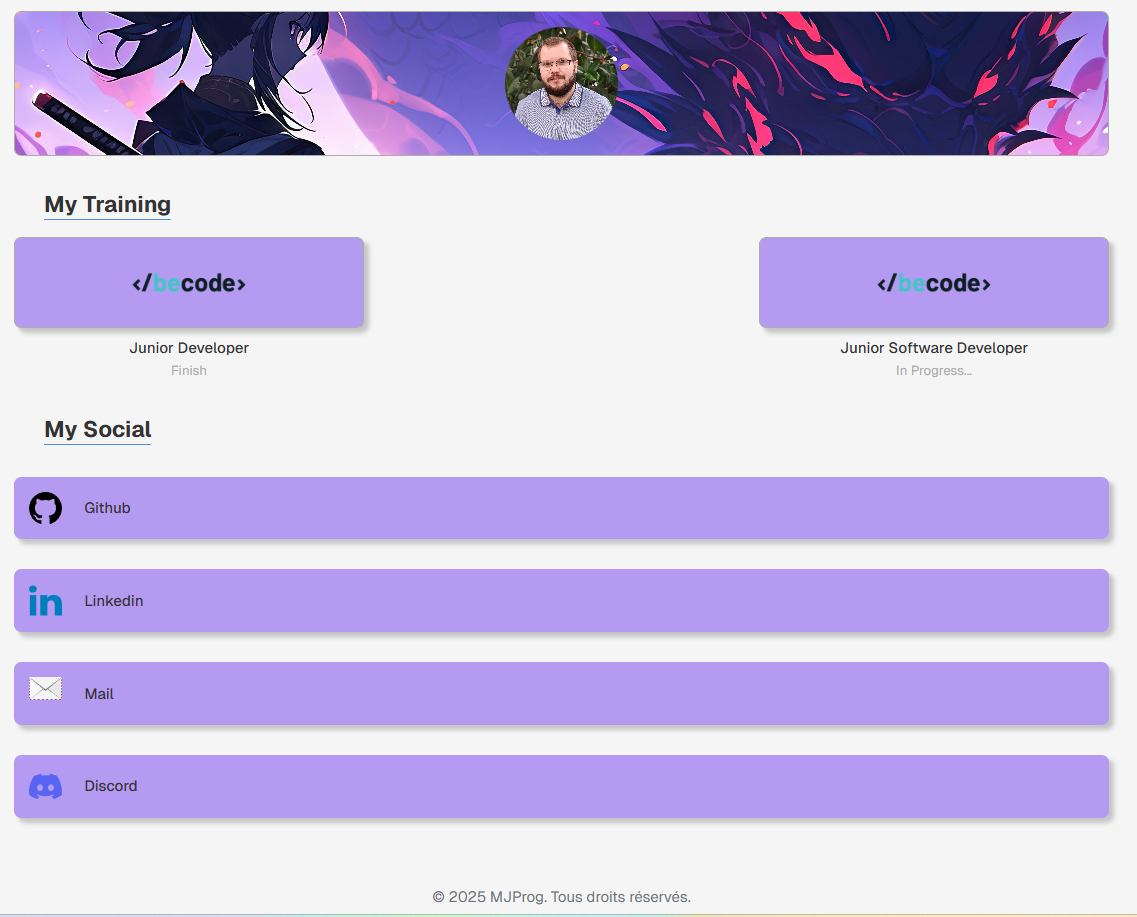 My Training
</becode>
</becode>
Junior Developer
Junior Software Developer
Finish
In Progress...
My Social
Github
in
Linkedin
Mail
Discord
© 2025 MJProg. Tous droits réservés.